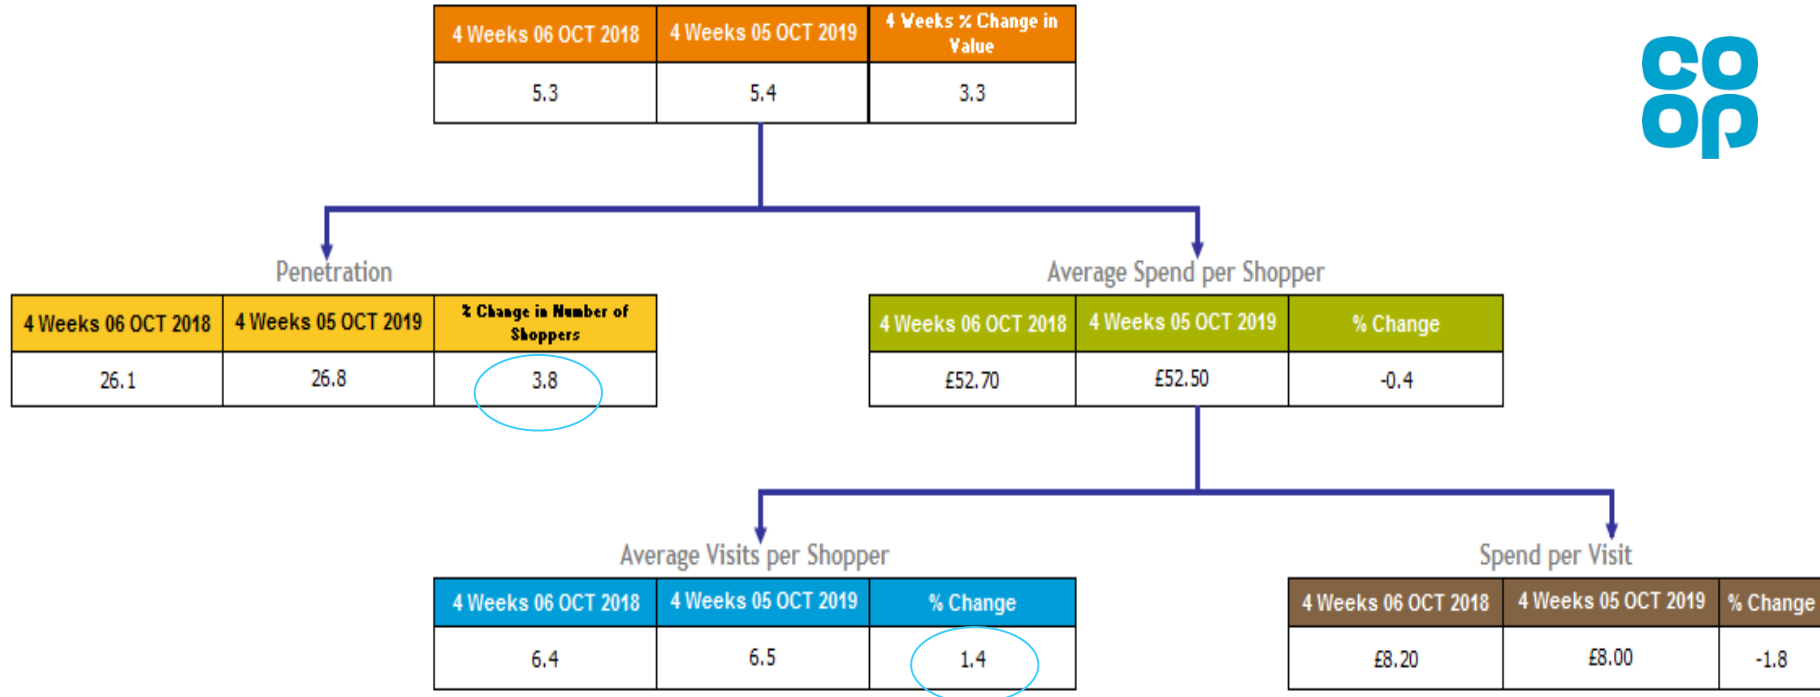 4 Weeks 06 OCT 2018 4 Weeks 05 OCT 2019 4 Weeks % Change in
Value
5.3 5.4 3.3
co
op
Penetration
4 Weeks 06 OCT 2018 4 Weeks 05 OCT 2019 % Change in Number of
Shoppers
26.1 26.8 3.8
Average Spend per Shopper
4 Weeks 06 OCT 2018 4 Weeks 05 OCT 2019 % Change
£52.70 £52.50 -0.4
Average Visits per Shopper
4 Weeks 06 OCT 2018 4 Weeks 05 OCT 2019 % Change
6.4 6.5 1.4
Spend per Visit
4 Weeks 06 OCT 2018 4 Weeks 05 OCT 2019 % Change
£8.20 £8.00 -1.8